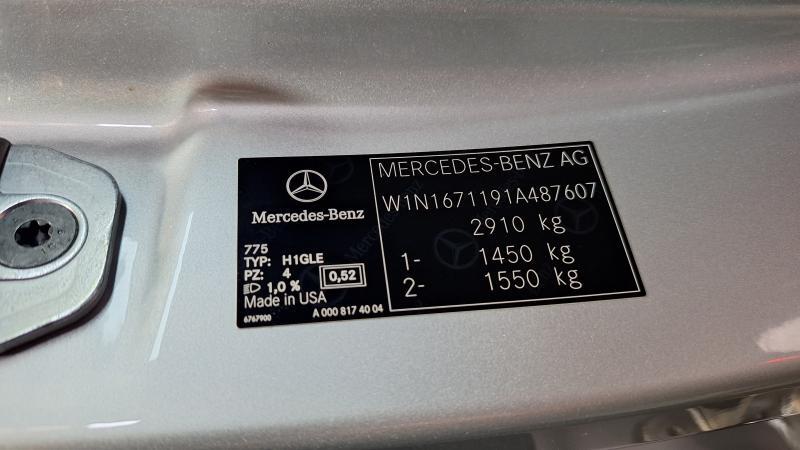 Mercedes-Benz
775
TYP: H1GLE
PZ: 4
0,52
1,0 %
Made in USA
6767900
A 000 817 40 04
MERCEDES-BENZ AG
W1N1671191A487607
2910 kg
1- 1450 kg
2- 1550 kg